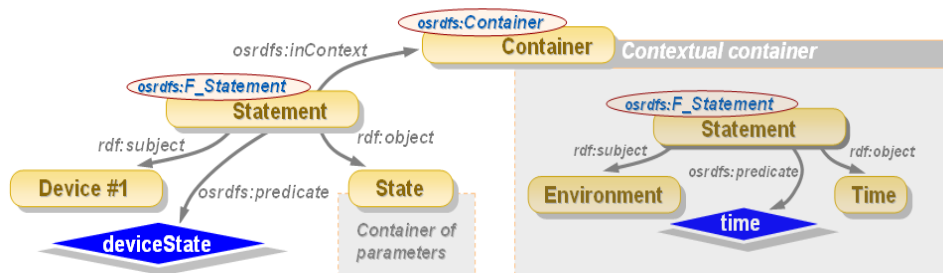 osrdfs:Container
Container
Contextual container
osrdfs:inContext
osrdfs:F_Statement
Statement
osrdfs:F_Statement
Statement
rdf:subject
rdf:object
rdf:subject
rdf:object
osrdfs:predicate
osrdfs:predicate
Device #1
State
Environment
Time
deviceState
Container of
parameters
time